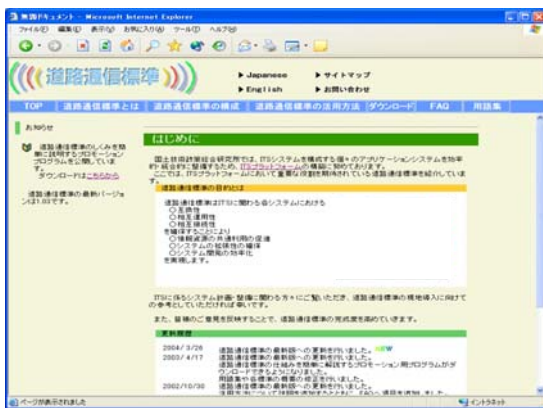 無題ドキュメント - Microsoft Internet Explorer
ファイル(F) 編集(E) 表示(V) お気に入り(A) ツール(T) ヘルプ(H)
道路通信標準
Japanese サイトマップ
English お問い合わせ
TOP 道路通信標準とは 道路通信標準の構成 道路通信標準の活用方法 ダウンロード FAQ 用語集
お知らせ
道路通信標準のしくみを簡
単に説明するプロモーション
プログラムを公開していま
す。
ダウンロードはこちらから
道路通信標準の最新バージョ
ンは1.03です。
はじめに
国土技術政策総合研究所では、ITSシステムを構成する個々のアプリケーションシステムを効率
的・統合的に整備するため、ITSプラットフォームの構築に努めております。
ここでは、ITSプラットフォームにおいて重要な役割を期待されている道路通信標準を紹介していま
す。
道路通信標準の目的とは
道路通信標準はITSに関わる各システムにおける
○互換性
○相互運用性
○相互接続性
を確保することにより
○情報資源の共通利用の促進
○システムの拡張性の確保
○システム開発の効率化
を実現します。
ITSに係るシステム計画・整備に関わる方々にご覧いただき、道路通信標準の現地導入に向けて
の参考としていただければ幸いです。
また、皆様のご意見を反映することで、道路通信標準の完成度を高めていきます。
更新履歴
2004/ 3/26 道路通信標準の最新版への更新を行いました。 NEW
2003/ 4/17 道路通信標準の最新版への更新を行いました。
道路通信標準の仕組みを簡単に解説するプロモーション用プログラムがダ
ウンロードできるようになりました。
用語集や各標準の概要の修正を行いました。
2002/10/30 道路通信標準の最新版への更新を行いました。
ページが表示されました イントラネット